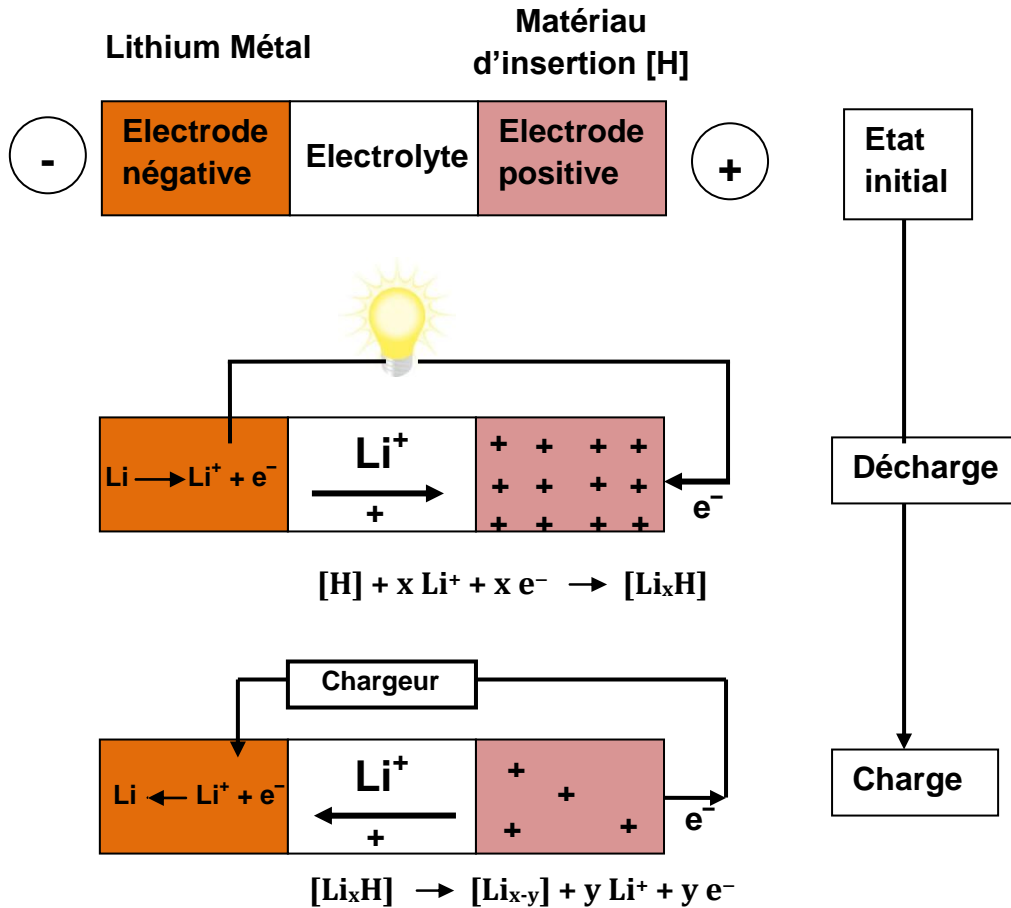 Lithium Métal
Matériau
d'insertion [H]
-
Electrode
négative
Electrolyte
Electrode
positive
+
Etat
initial
Li → Li⁺ + e⁻
Li⁺
+
+ + + +
+ + + +
+ + + +
e⁻
Décharge
[H] + x Li⁺ + x e⁻ → [LiₓH]
Chargeur
Li ← Li⁺ + e⁻
Li⁺
+
+
+
+ +
e⁻
Charge
[LiₓH] → [Liₓ₋ᵧ] + y Li⁺ + y e⁻